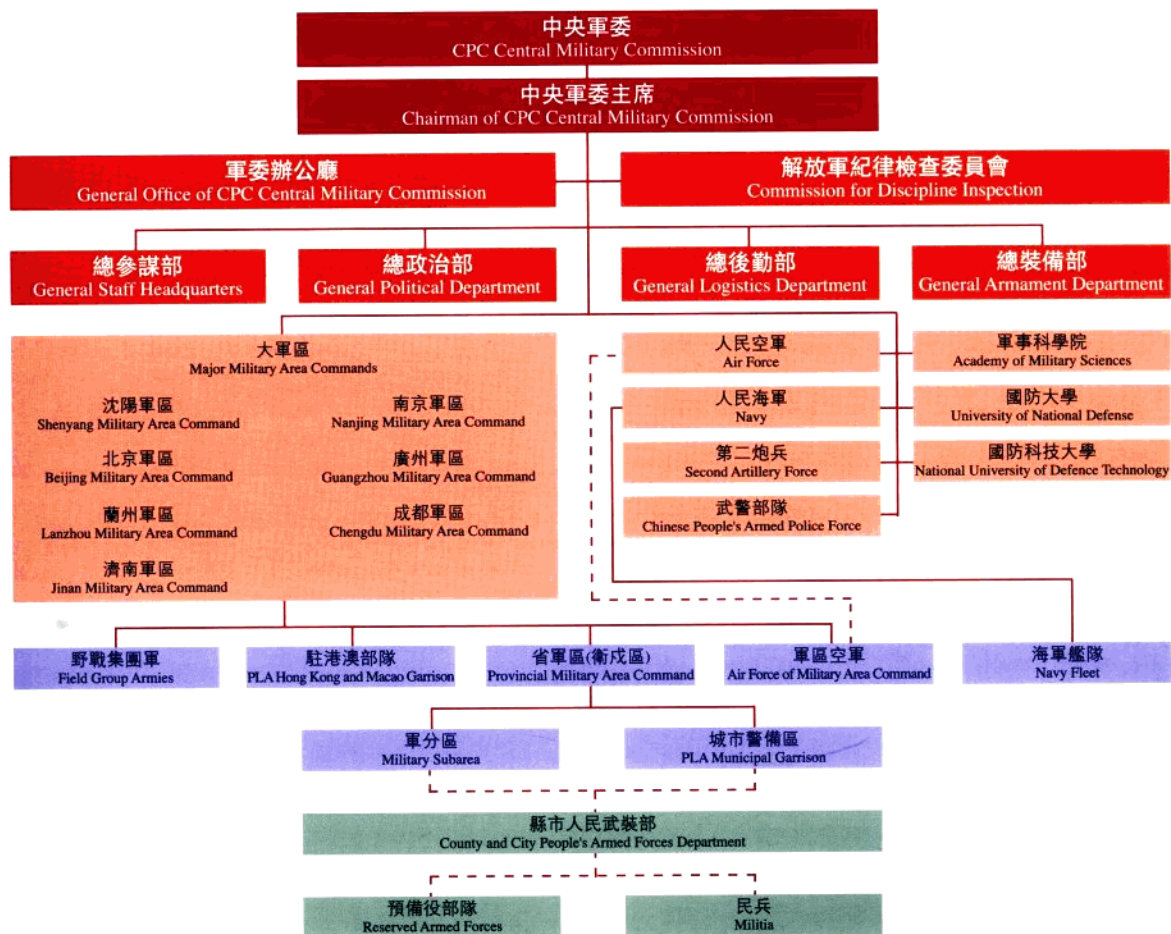 中央軍委
CPC Central Military Commission
中央軍委主席
Chairman of CPC Central Military Commission
軍委辦公廳
General Office of CPC Central Military Commission
解放軍紀律檢查委員會
Commission for Discipline Inspection
總參謀部
General Staff Headquarters
總政治部
General Political Department
總後勤部
General Logistics Department
總裝備部
General Armament Department
大軍區
Major Military Area Commands
沈陽軍區
Shenyang Military Area Command
南京軍區
Nanjing Military Area Command
北京軍區
Beijing Military Area Command
廣州軍區
Guangzhou Military Area Command
蘭州軍區
Lanzhou Military Area Command
成都軍區
Chengdu Military Area Command
濟南軍區
Jinan Military Area Command
人民空軍
Air Force
軍事科學院
Academy of Military Sciences
人民海軍
Navy
國防大學
University of National Defense
第二炮兵
Second Artillery Force
國防科技大學
National University of Defence Technology
武警部隊
Chinese People's Armed Police Force
野戰集團軍
Field Group Armies
駐港澳部隊
PLA Hong Kong and Macao Garrison
省軍區(衛戍區)
Provincial Military Area Command
軍區空軍
Air Force of Military Area Command
海軍艦隊
Navy Fleet
軍分區
Military Subarea
城市警備區
PLA Municipal Garrison
縣市人民武裝部
County and City People's Armed Forces Department
預備役部隊
Reserved Armed Forces
民兵
Militia